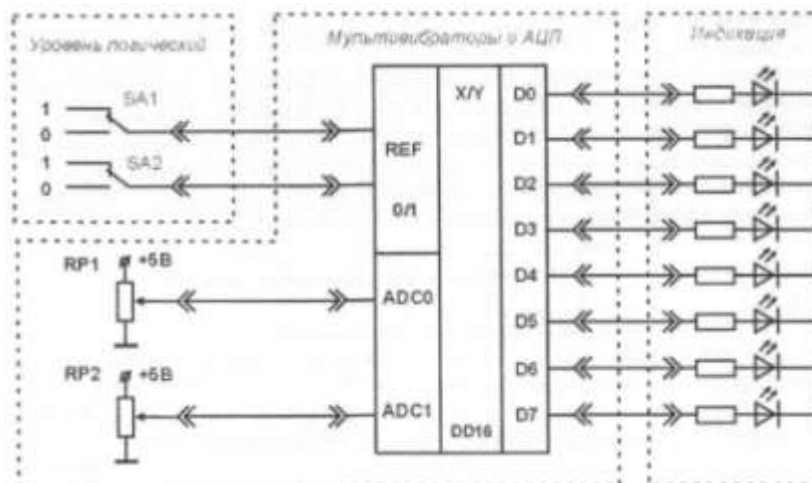 Уровень логический
Мультивибраторы и АЦП
Индикация
1
SA1
0
1
SA2
0
X/Y
REF
0/1
D0
D1
D2
D3
D4
D5
D6
D7
RP1
+5В
ADC0
RP2
+5В
ADC1
DD16